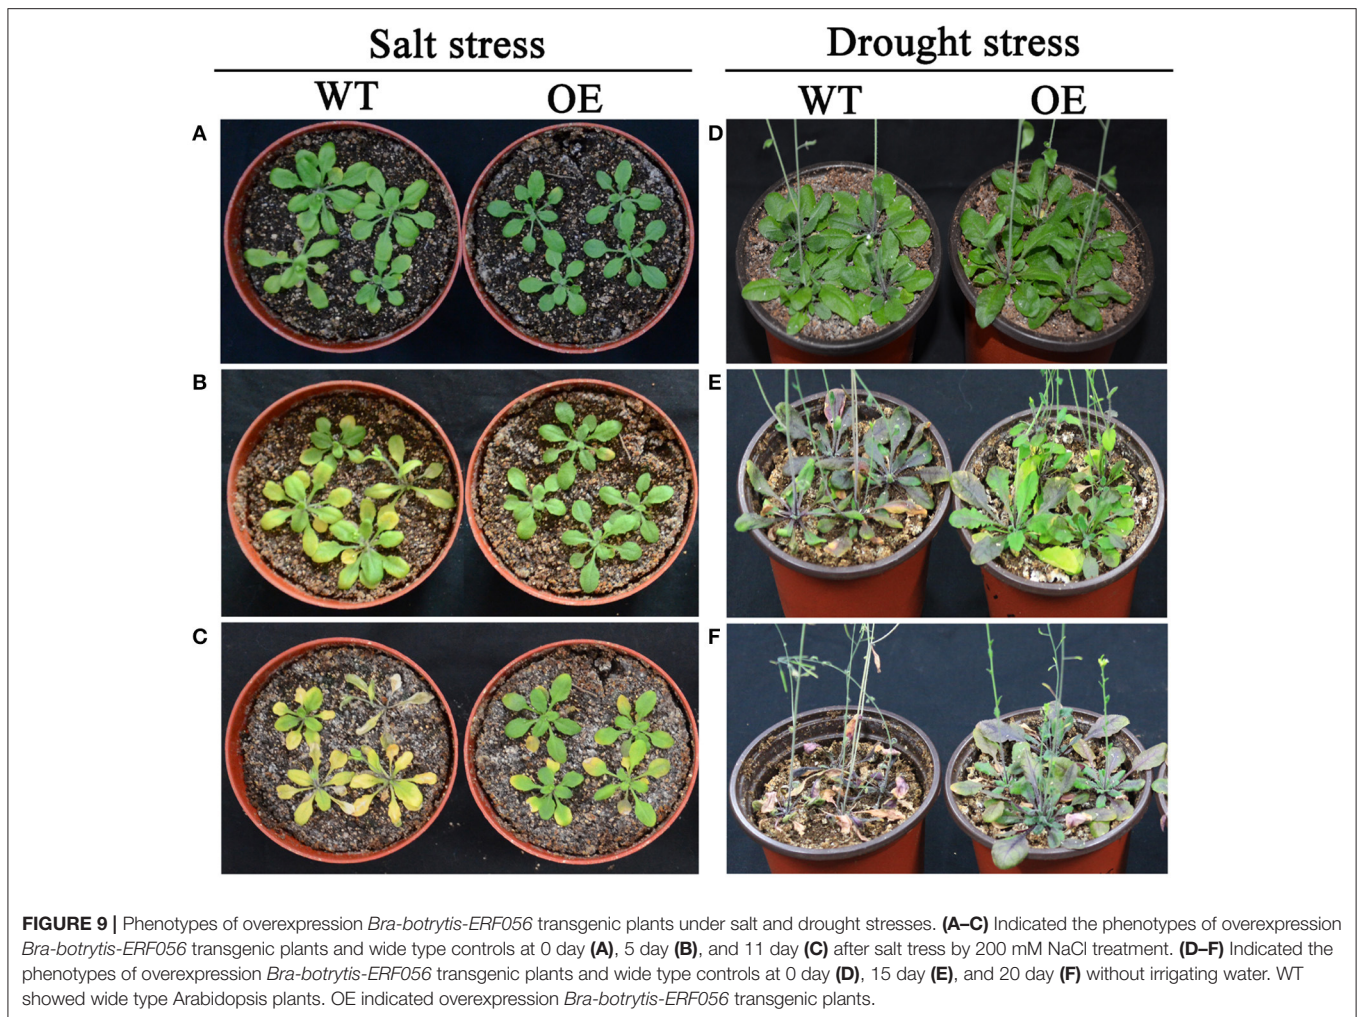 Salt stress
Drought stress
WT
OE
WT
OE
A
D
B
E
C
F
FIGURE 9 | Phenotypes of overexpression Bra-botrytis-ERF056 transgenic plants under salt and drought stresses. (A–C) Indicated the phenotypes of overexpression
Bra-botrytis-ERF056 transgenic plants and wide type controls at 0 day (A), 5 day (B), and 11 day (C) after salt tress by 200 mM NaCl treatment. (D–F) Indicated the
phenotypes of overexpression Bra-botrytis-ERF056 transgenic plants and wide type controls at 0 day (D), 15 day (E), and 20 day (F) without irrigating water. WT
showed wide type Arabidopsis plants. OE indicated overexpression Bra-botrytis-ERF056 transgenic plants.